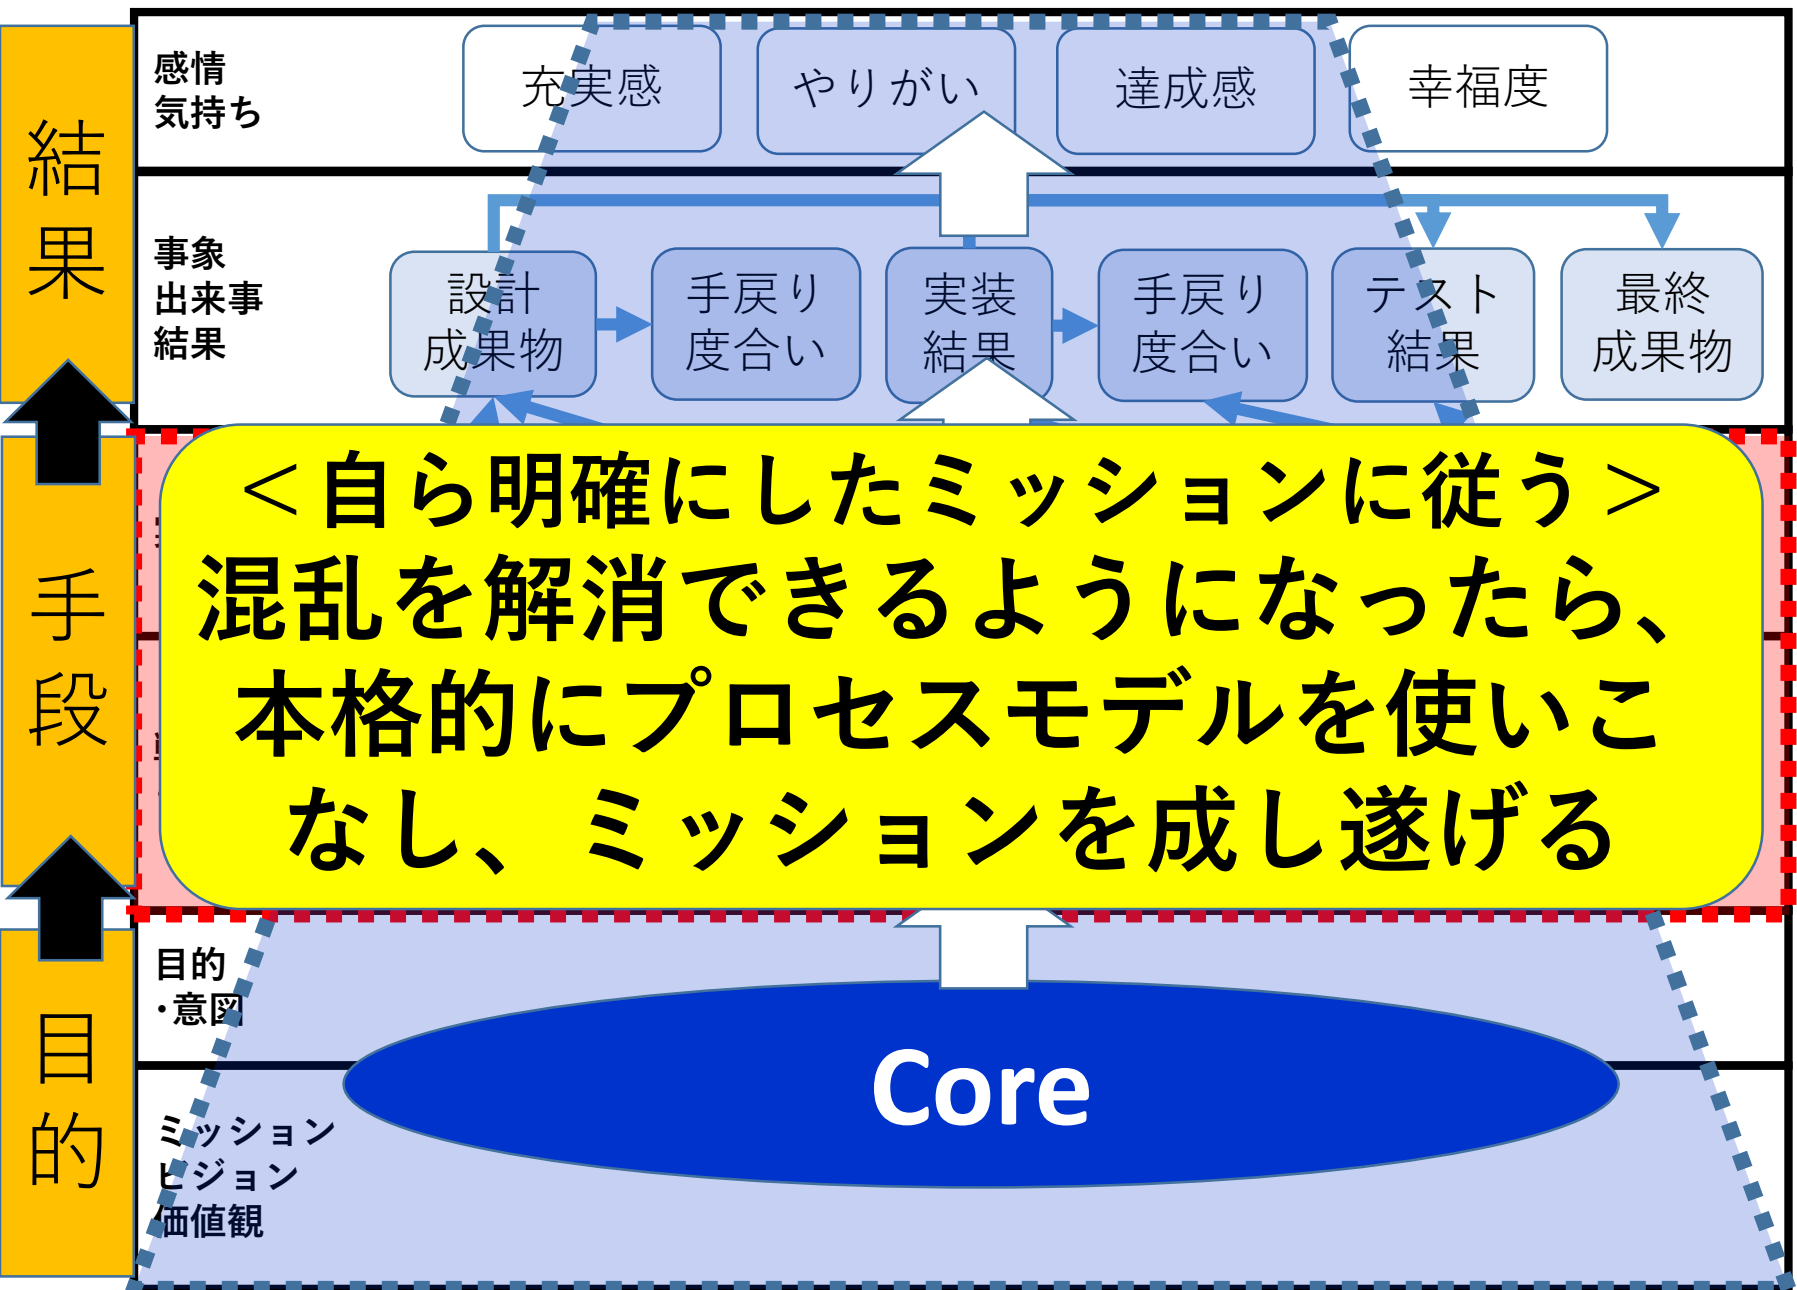 結果
感情
気持ち
充実感
やりがい
達成感
幸福度
事象
出来事
結果
設計
成果物
手戻り
度合い
実装
結果
手戻り
度合い
テスト
結果
最終
成果物
手段
＜自ら明確にしたミッションに従う＞
混乱を解消できるようになったら、
本格的にプロセスモデルを使いこ
なし、ミッションを成し遂げる
目的
目的
・意図
ミッション
ビジョン
価値観
Core